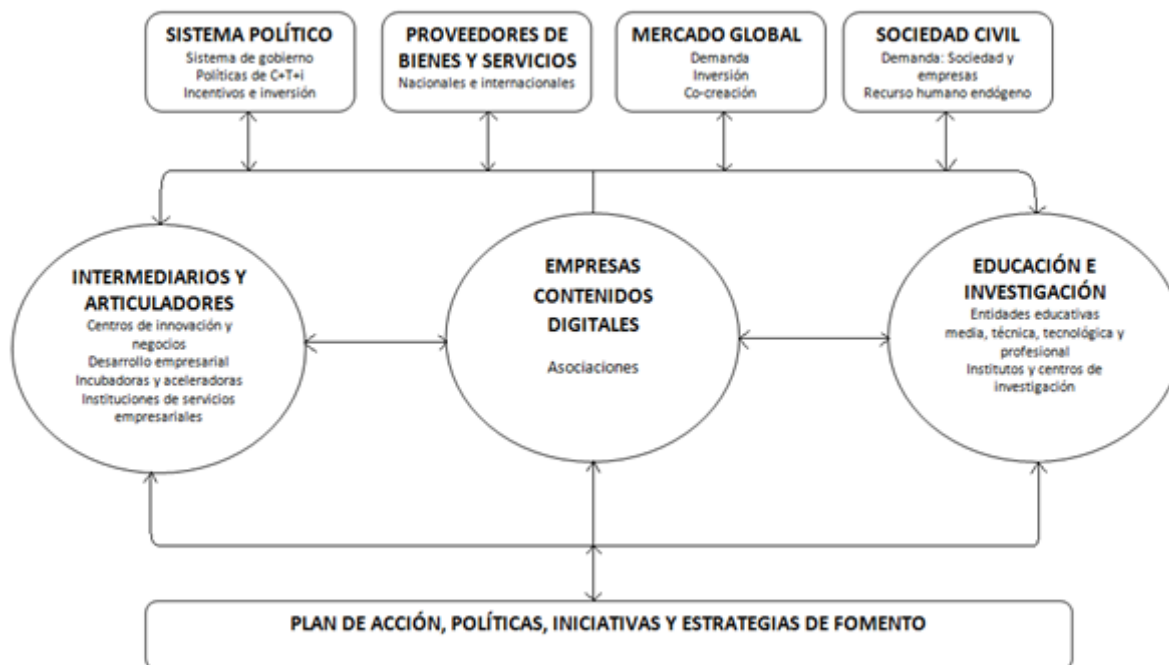 SISTEMA POLÍTICO
Sistema de gobierno
Políticas de C+T+i
Incentivos e inversión
PROVEEDORES DE
BIENES Y SERVICIOS
Nacionales e internacionales
MERCADO GLOBAL
Demanda
Inversión
Co-creación
SOCIEDAD CIVIL
Demanda: Sociedad y
empresas
Recurso humano endógeno
INTERMEDIARIOS Y
ARTICULADORES
Centros de innovación y
negocios
Desarrollo empresarial
Incubadoras y aceleradoras
Instituciones de servicios
empresariales
EMPRESAS
CONTENIDOS
DIGITALES
Asociaciones
EDUCACIÓN E
INVESTIGACIÓN
Entidades educativas
media, técnica, tecnológica y
profesional
Institutos y centros de
investigación
PLAN DE ACCIÓN, POLÍTICAS, INICIATIVAS Y ESTRATEGIAS DE FOMENTO